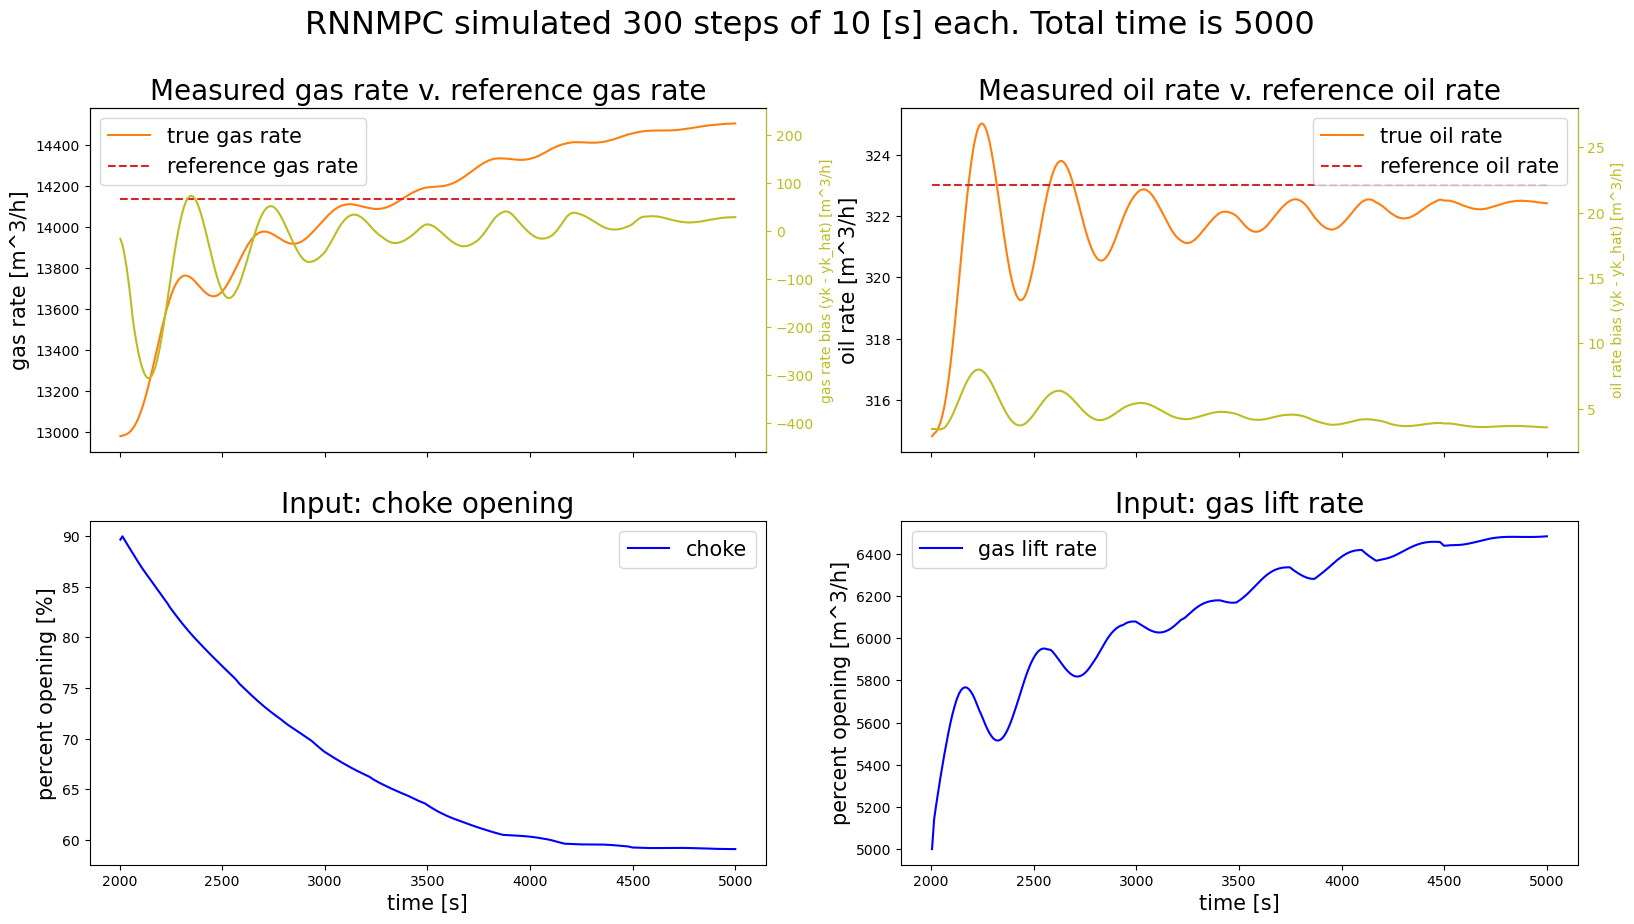 RNNMPC simulated 300 steps of 10 [s] each. Total time is 5000
Measured gas rate v. reference gas rate
true gas rate
reference gas rate
gas rate [m^3/h]
14400
14200
14000
13800
13600
13400
13200
13000
200
100
0
−100
−200
−300
−400
gas rate bias (yk - yk_hat) [m^3/h]
Measured oil rate v. reference oil rate
true oil rate
reference oil rate
oil rate [m^3/h]
324
322
320
318
316
25
20
15
10
5
oil rate bias (yk - yk_hat) [m^3/h]
Input: choke opening
choke
percent opening [%]
90
85
80
75
70
65
60
2000
2500
3000
3500
4000
4500
5000
time [s]
Input: gas lift rate
gas lift rate
percent opening [m^3/h]
6400
6200
6000
5800
5600
5400
5200
5000
2000
2500
3000
3500
4000
4500
5000
time [s]